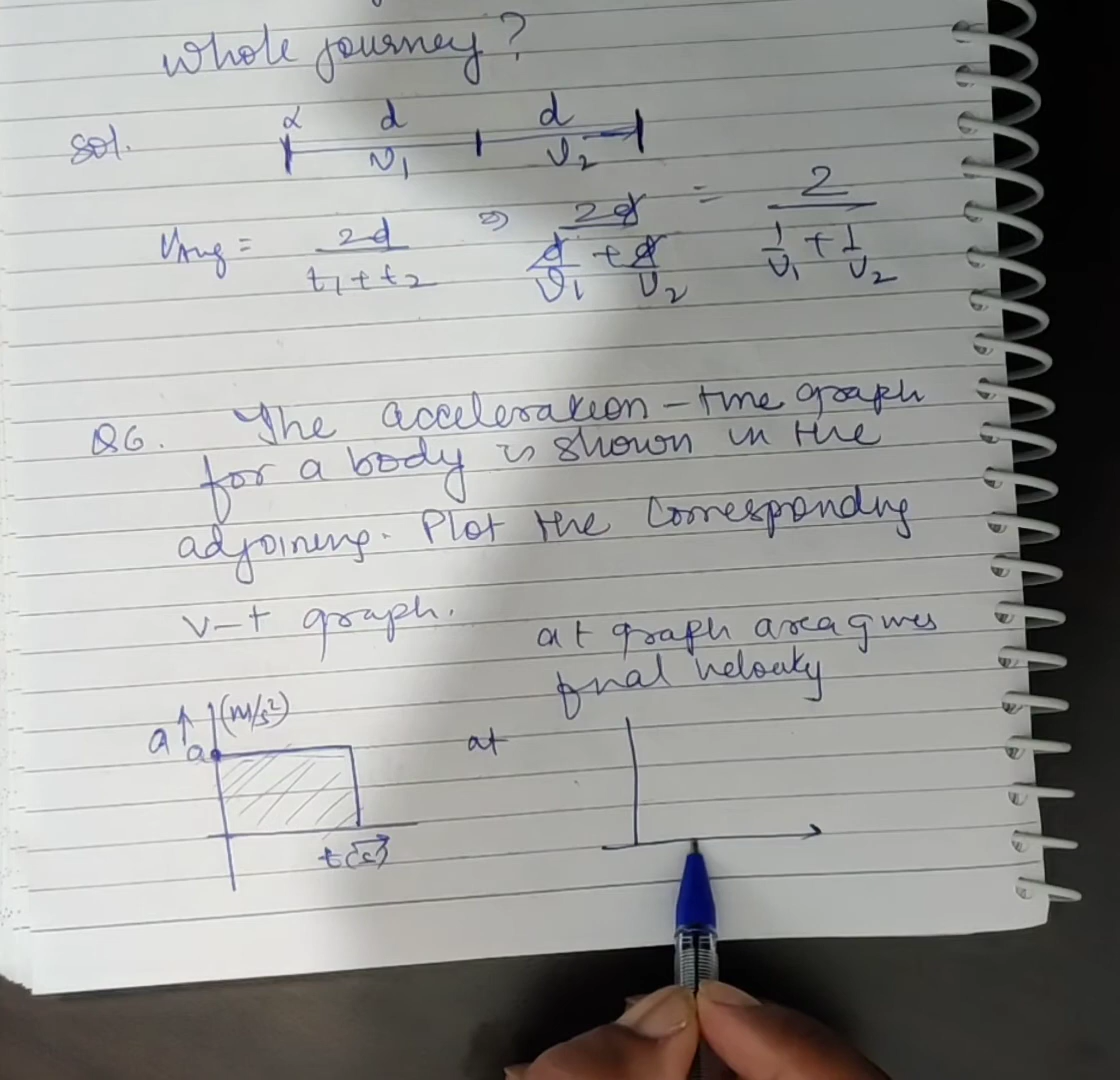 whole journey?
Sol. α d d
v₁ v₂
vAvg = 2d / t₁+t₂ ⇒ 2d / d/v₁ + d/v₂ = 2 / 1/v₁ + 1/v₂
Q6. The acceleration-time graph
for a body is shown in the
adjoining. Plot the corresponding
v-t graph.
at graph area gives
final velocity
a↑ (m/s²)
a
at
t(s)